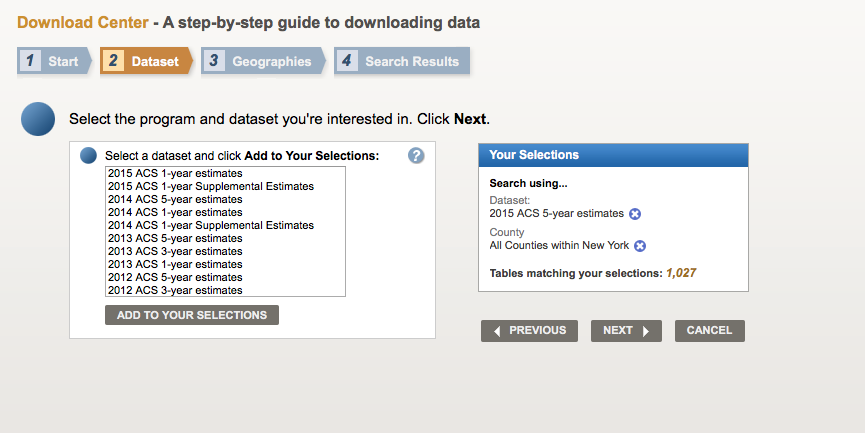 Download Center - A step-by-step guide to downloading data
1 Start 2 Dataset 3 Geographies 4 Search Results
Select the program and dataset you're interested in. Click Next.
Select a dataset and click Add to Your Selections: ?
2015 ACS 1-year estimates
2015 ACS 1-year Supplemental Estimates
2014 ACS 5-year estimates
2014 ACS 1-year estimates
2014 ACS 1-year Supplemental Estimates
2013 ACS 5-year estimates
2013 ACS 3-year estimates
2013 ACS 1-year estimates
2012 ACS 5-year estimates
2012 ACS 3-year estimates
ADD TO YOUR SELECTIONS
Your Selections
Search using...
Dataset:
2015 ACS 5-year estimates
County
All Counties within New York
Tables matching your selections: 1,027
PREVIOUS NEXT CANCEL